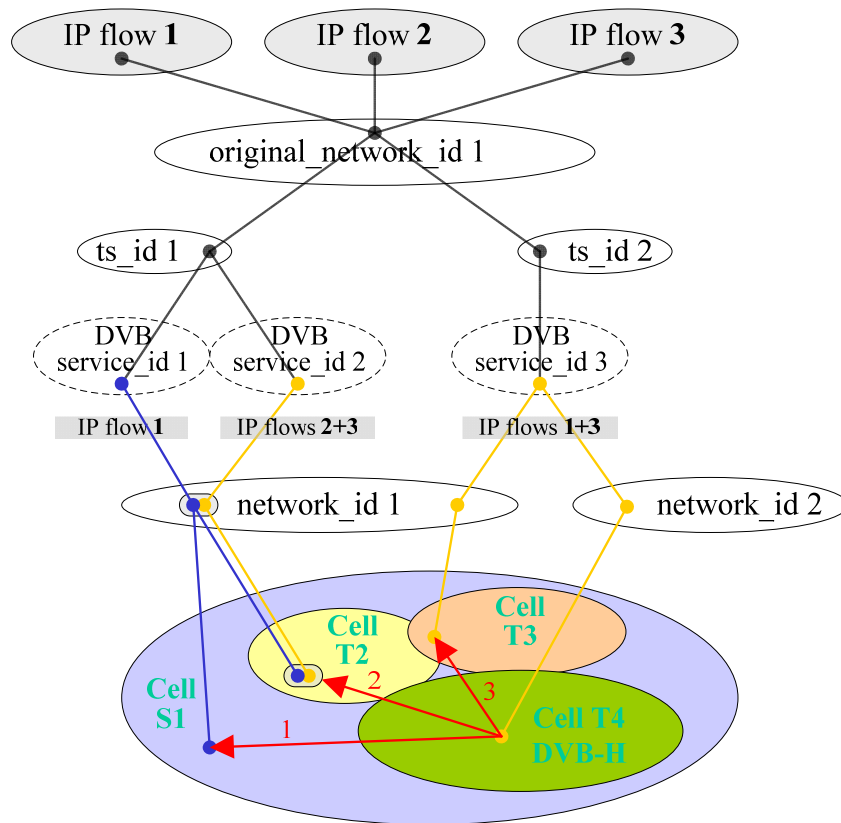 IP flow 1
IP flow 2
IP flow 3
original_network_id 1
ts_id 1
ts_id 2
DVB
service_id 1
DVB
service_id 2
DVB
service_id 3
IP flow 1
IP flows 2+3
IP flows 1+3
network_id 1
network_id 2
Cell
T2
Cell
T3
Cell
S1
2
3
1
Cell T4
DVB-H